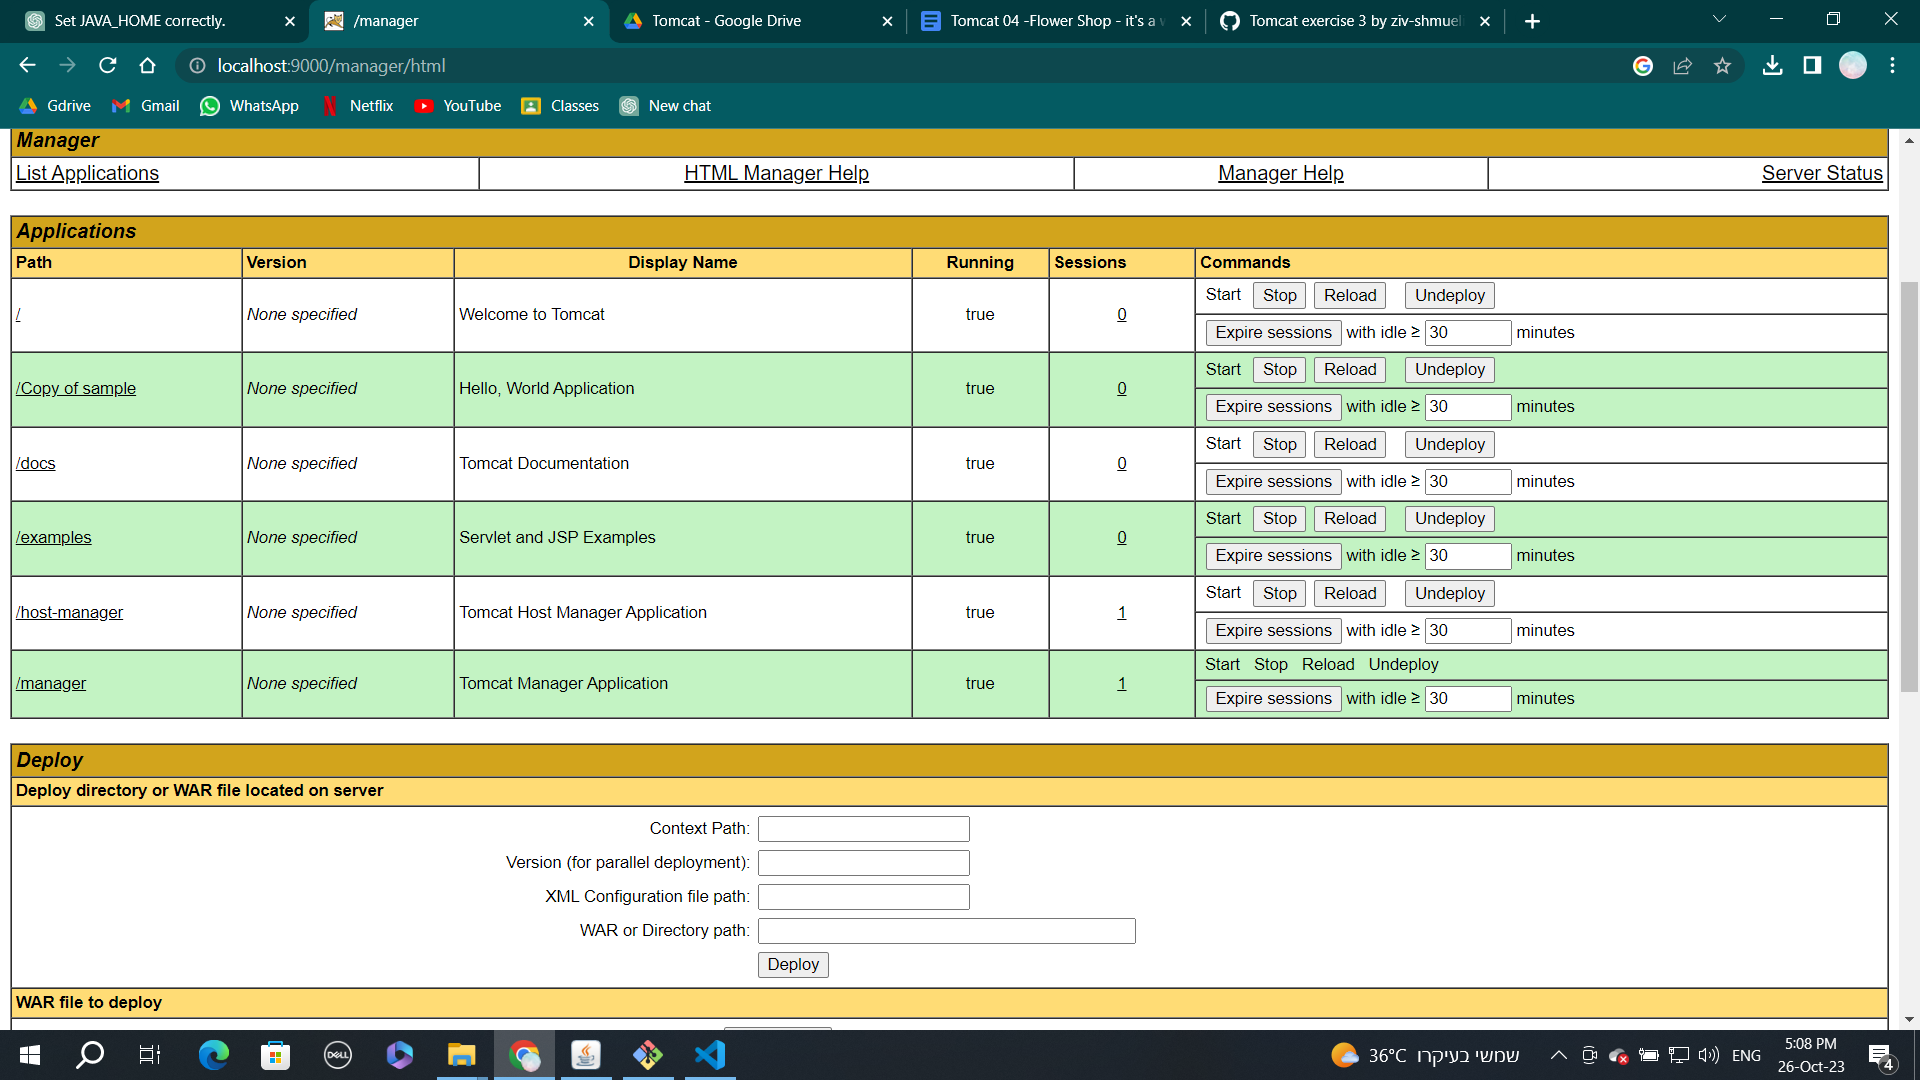 Set JAVA_HOME correctly.
/manager
Tomcat - Google Drive
Tomcat 04 -Flower Shop - it's a
Tomcat exercise 3 by ziv-shmuel
localhost:9000/manager/html
Gdrive Gmail WhatsApp Netflix YouTube Classes New chat
Manager
List Applications HTML Manager Help Manager Help Server Status
Applications
Path Version Display Name Running Sessions Commands
Start Stop Reload Undeploy
/ None specified Welcome to Tomcat true 0
Expire sessions with idle ≥ 30 minutes
Start Stop Reload Undeploy
/Copy of sample None specified Hello, World Application true 0
Expire sessions with idle ≥ 30 minutes
Start Stop Reload Undeploy
/docs None specified Tomcat Documentation true 0
Expire sessions with idle ≥ 30 minutes
Start Stop Reload Undeploy
/examples None specified Servlet and JSP Examples true 0
Expire sessions with idle ≥ 30 minutes
Start Stop Reload Undeploy
/host-manager None specified Tomcat Host Manager Application true 1
Expire sessions with idle ≥ 30 minutes
Start Stop Reload Undeploy
/manager None specified Tomcat Manager Application true 1
Expire sessions with idle ≥ 30 minutes
Deploy
Deploy directory or WAR file located on server
Context Path:
Version (for parallel deployment):
XML Configuration file path:
WAR or Directory path:
Deploy
WAR file to deploy
DELL
36°C שמשי בעיקרו
ENG
5:08 PM
26-Oct-23
4